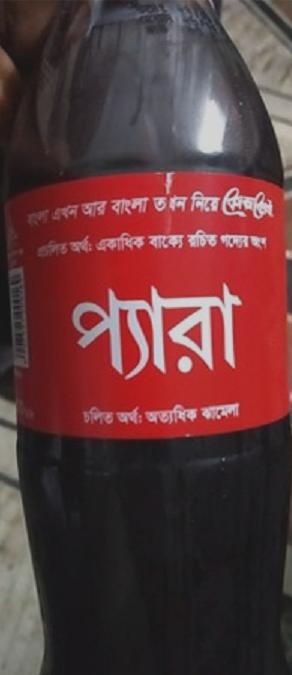 বাংলা এখন আর বাংলা তখন নিয়ে কোকা-কোলা
প্রচলিত অর্থ: একাধিক বাক্যে রচিত গদ্যের অংশ
প্যারা
চলিত অর্থ: অত্যধিক ঝামেলা